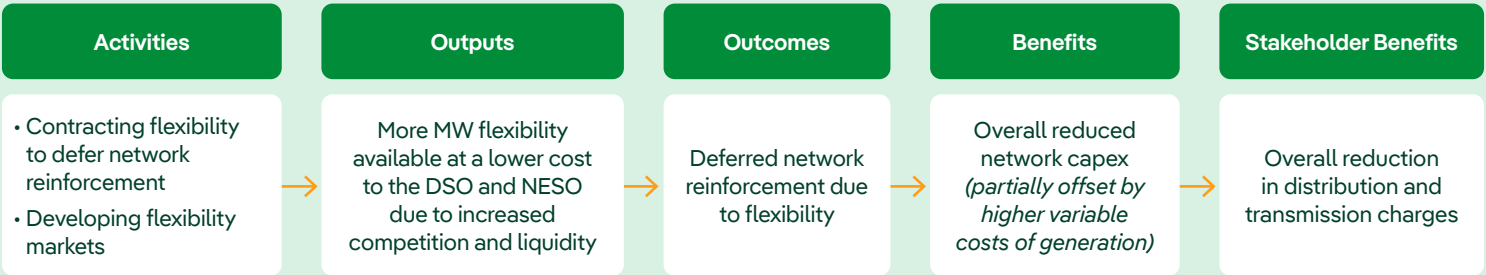 Activities
• Contracting flexibility
to defer network
reinforcement
• Developing flexibility
markets
Outputs
More MW flexibility
available at a lower cost
to the DSO and NESO
due to increased
competition and liquidity
Outcomes
Deferred network
reinforcement due
to flexibility
Benefits
Overall reduced
network capex
(partially offset by
higher variable
costs of generation)
Stakeholder Benefits
Overall reduction
in distribution and
transmission charges